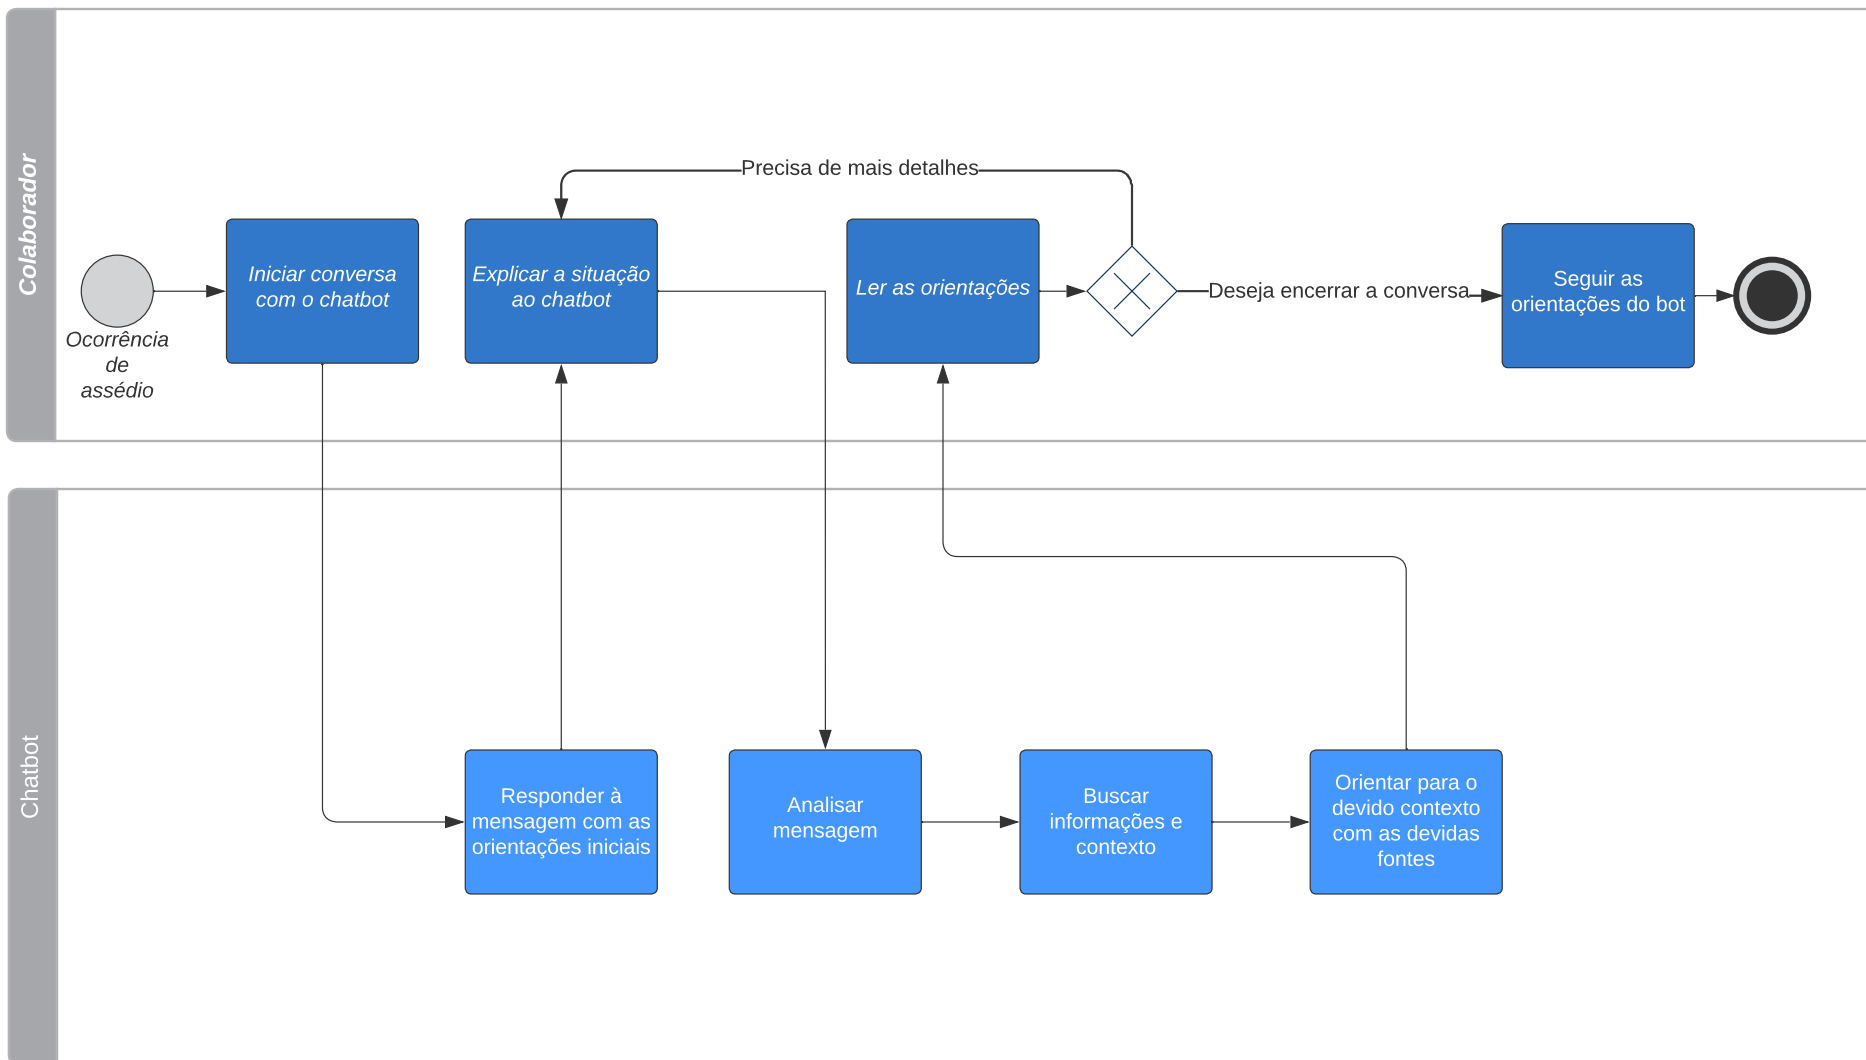 Colaborador
Precisa de mais detalhes
Ocorrência
de
assédio
Iniciar conversa
com o chatbot
Explicar a situação
ao chatbot
Ler as orientações
Deseja encerrar a conversa
Seguir as
orientações do bot
Chatbot
Responder à
mensagem com as
orientações iniciais
Analisar
mensagem
Buscar
informações e
contexto
Orientar para o
devido contexto
com as devidas
fontes